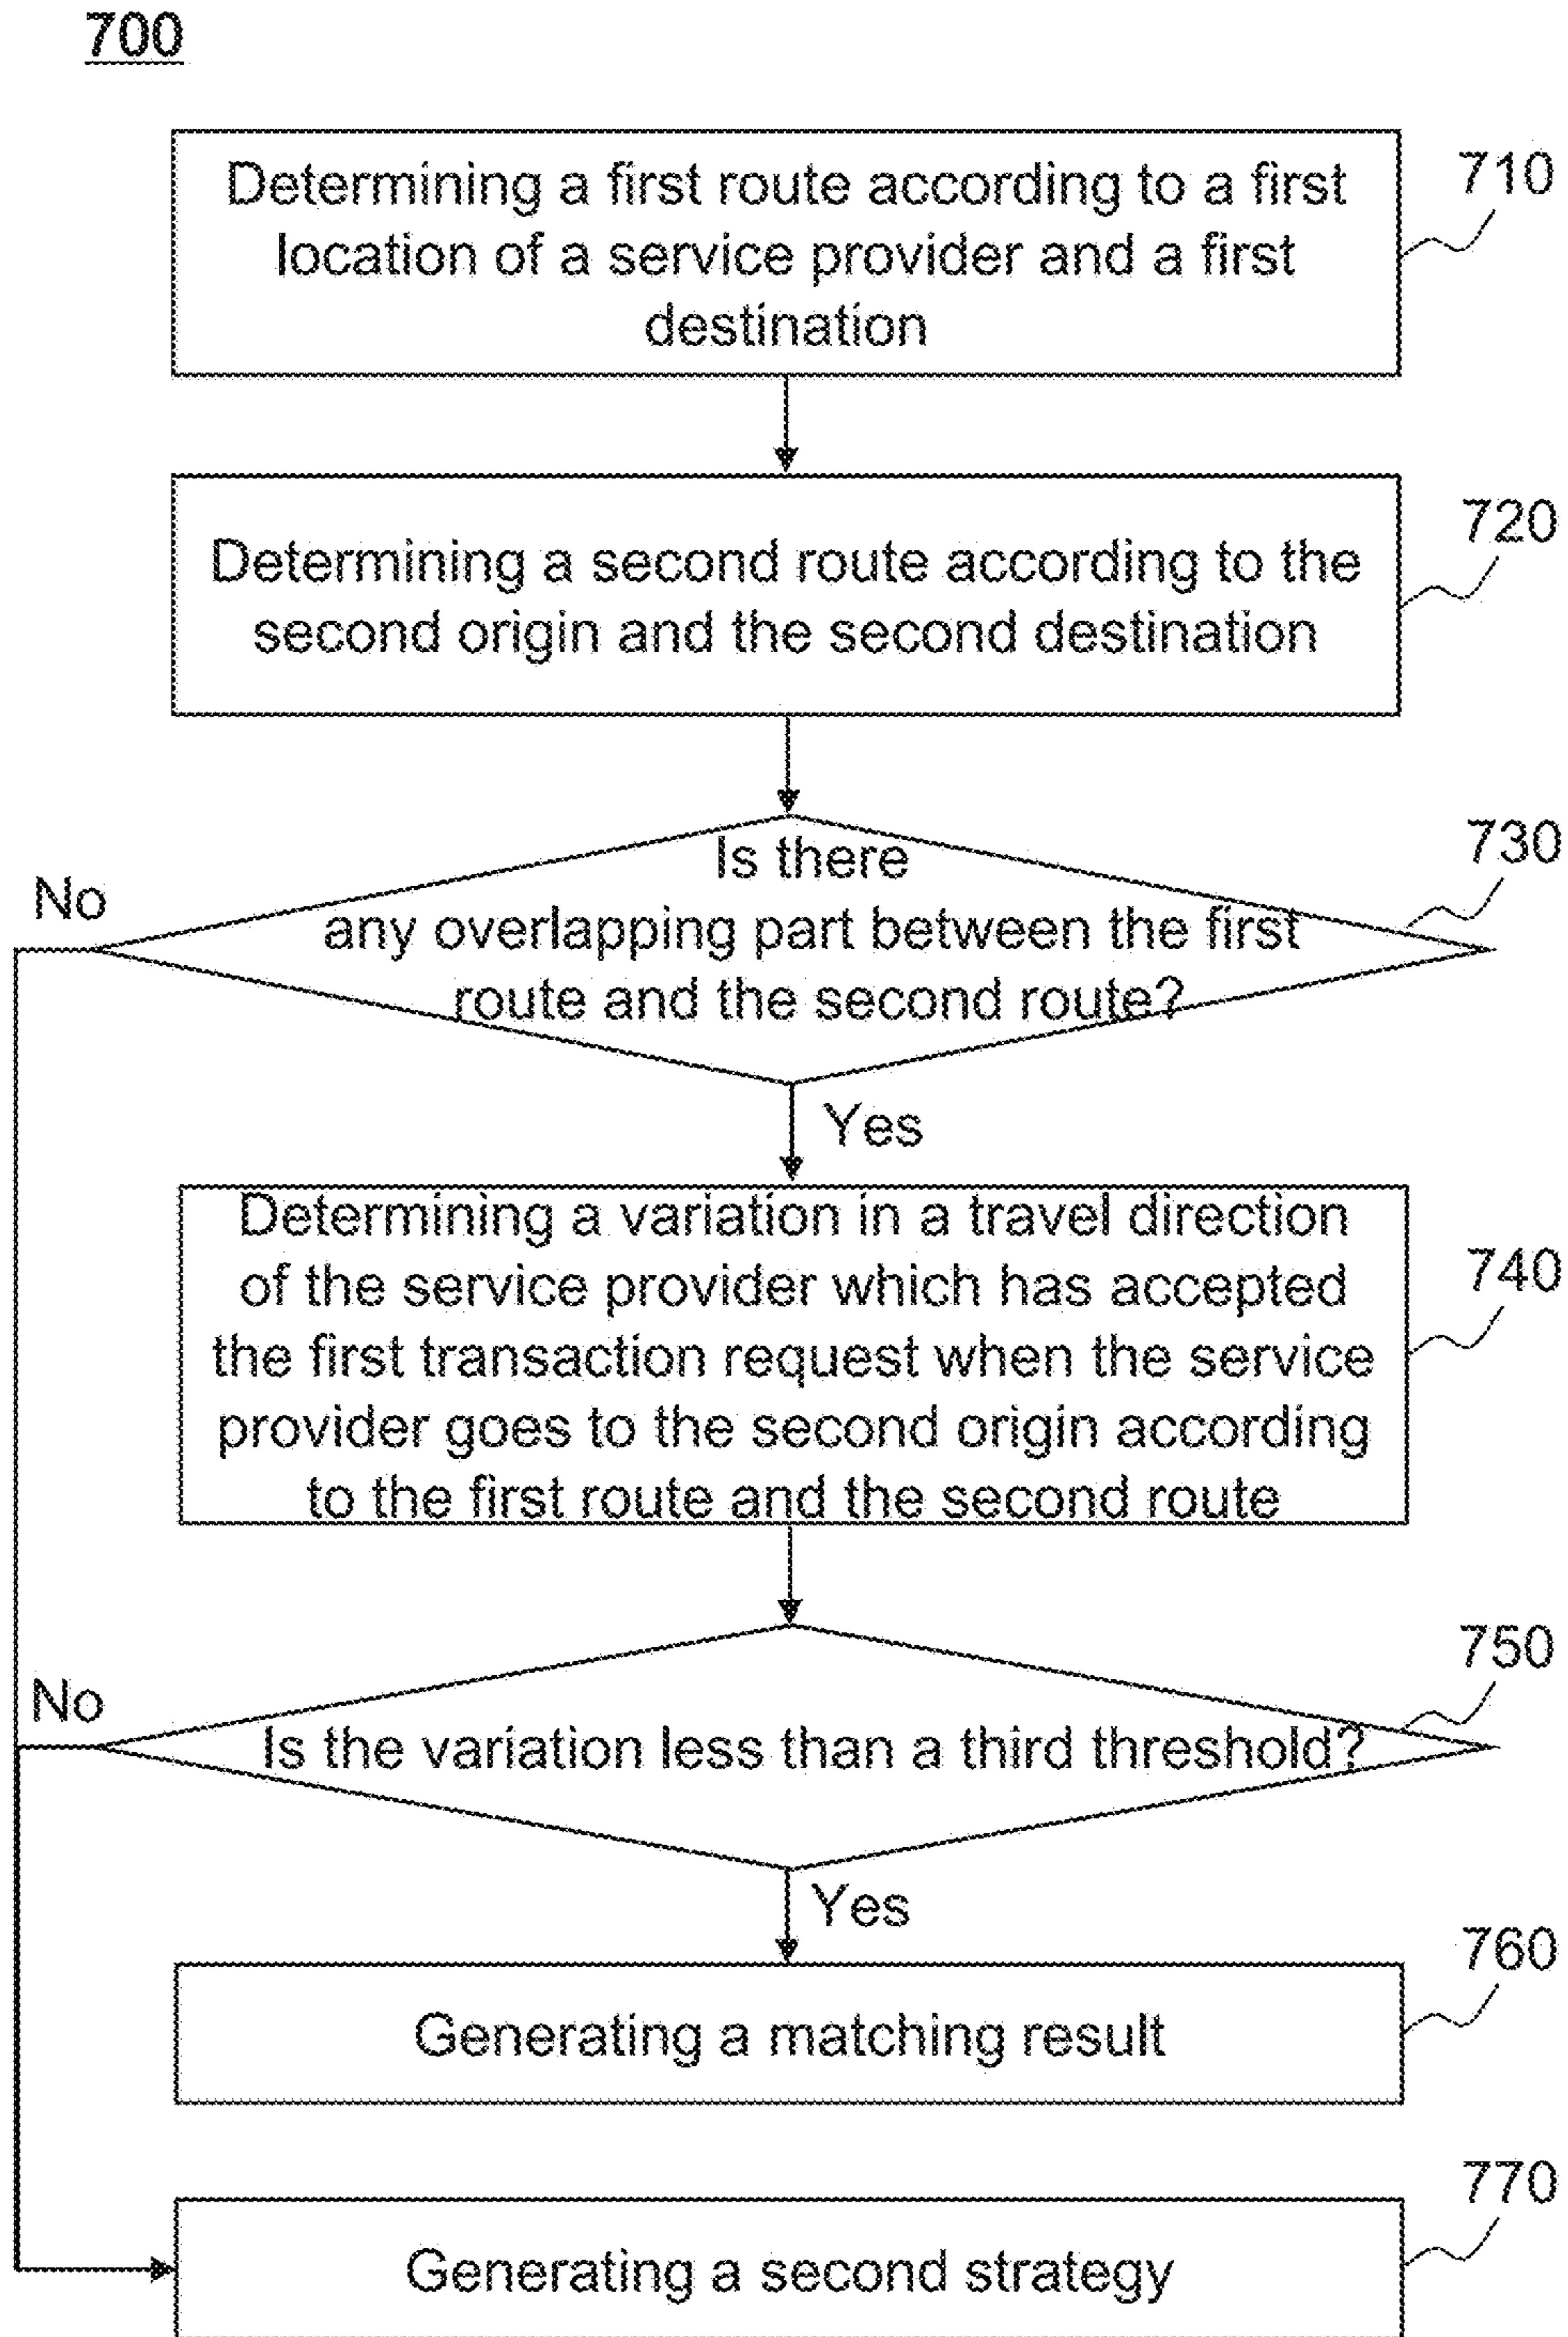 700
Determining a first route according to a first
location of a service provider and a first
destination
710
Determining a second route according to the
second origin and the second destination
720
Is there
any overlapping part between the first
route and the second route?
730
No
Yes
Determining a variation in a travel direction
of the service provider which has accepted
the first transaction request when the service
provider goes to the second origin according
to the first route and the second route
740
Is the variation less than a third threshold?
750
No
Yes
Generating a matching result
760
Generating a second strategy
770